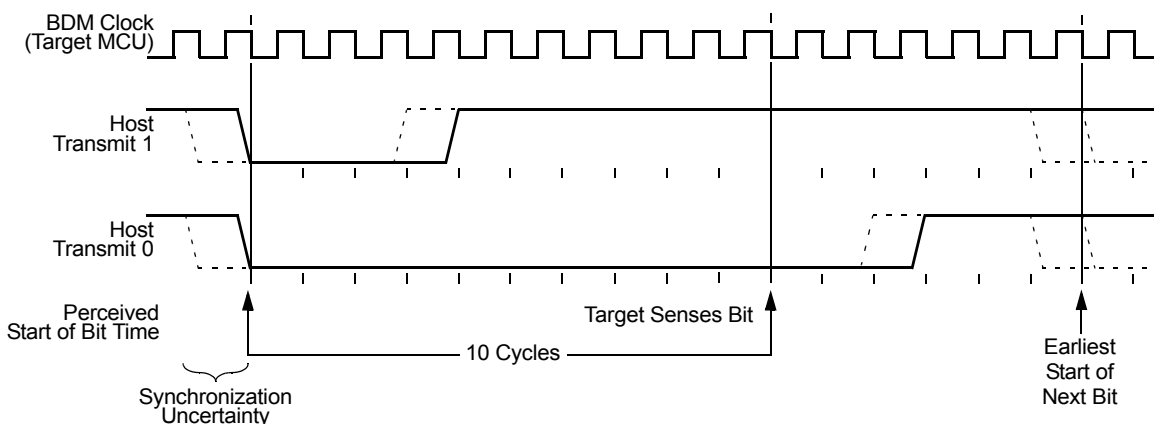 BDM Clock
(Target MCU)
Host
Transmit 1
Host
Transmit 0
Perceived
Start of Bit Time
Target Senses Bit
10 Cycles
Earliest
Start of
Next Bit
Synchronization
Uncertainty